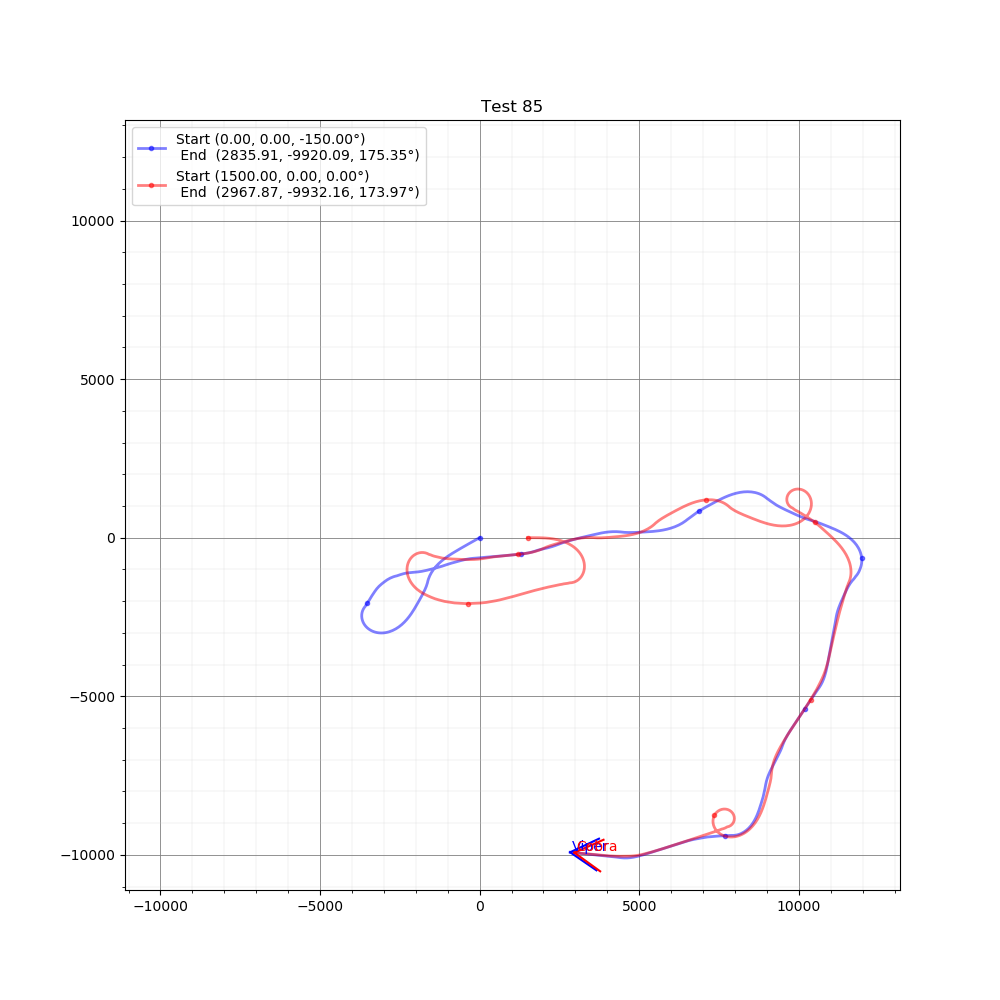 Test 85
Start (0.00, 0.00, -150.00°)
End (2835.91, -9920.09, 175.35°)
Start (1500.00, 0.00, 0.00°)
End (2967.87, -9932.16, 173.97°)
10000
5000
0
−5000
−10000
−10000
−5000
0
5000
10000